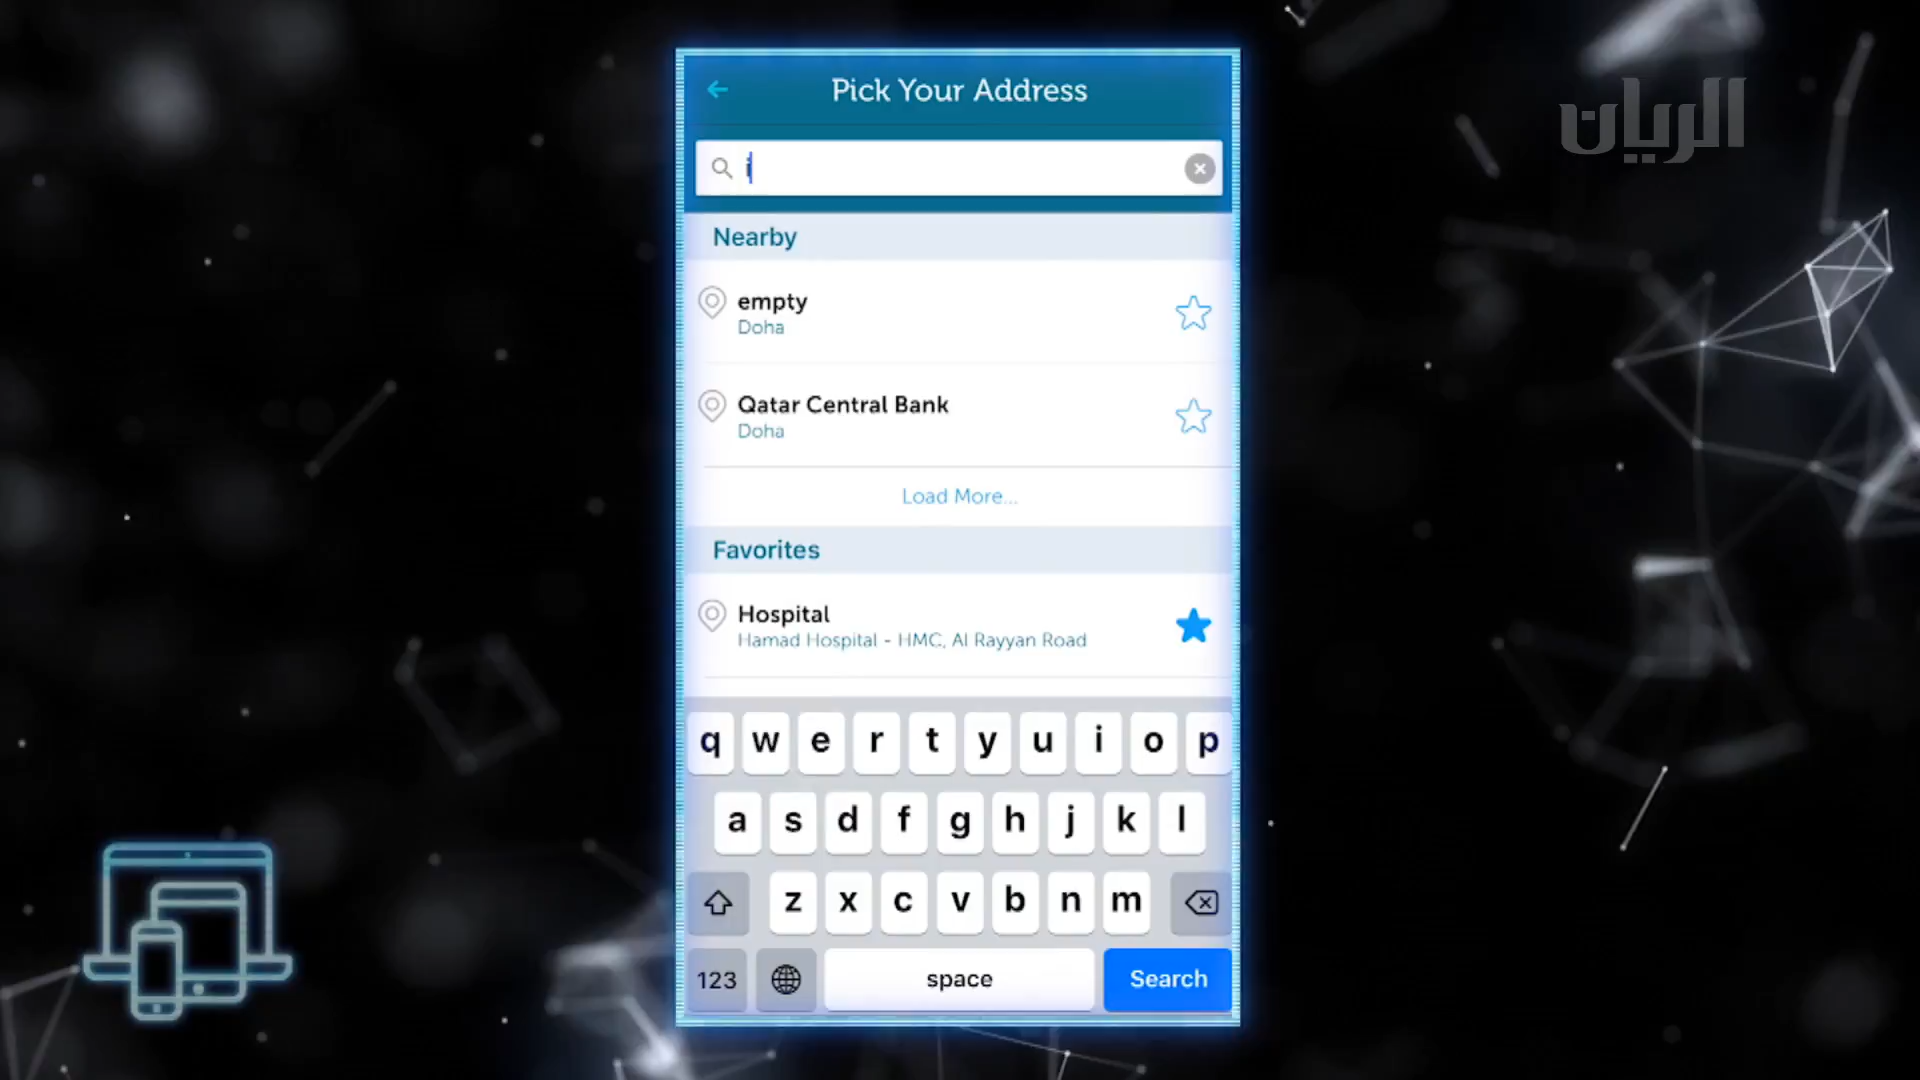 Pick Your Address
الريان
i
Nearby
empty
Doha
Qatar Central Bank
Doha
Load More...
Favorites
Hospital
Hamad Hospital - HMC, Al Rayyan Road
q w e r t y u i o p
a s d f g h j k l
z x c v b n m
123 space Search